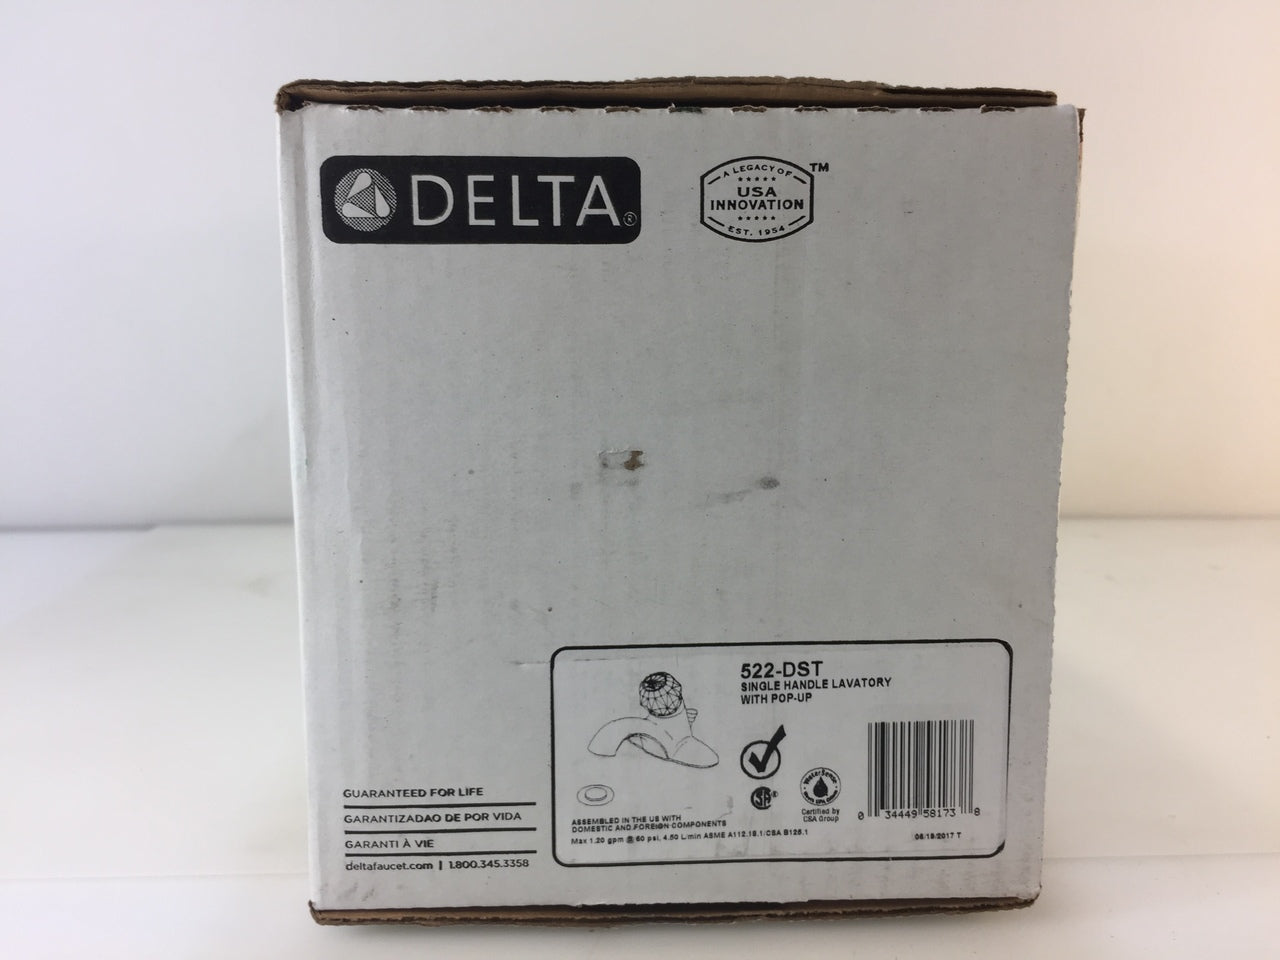 DELTA®
A LEGACY OF
USA
INNOVATION
EST. 1954
™
522-DST
SINGLE HANDLE LAVATORY
WITH POP-UP
GUARANTEED FOR LIFE
GARANTIZADAO DE POR VIDA
GARANTI À VIE
deltafaucet.com | 1.800.345.3358
ASSEMBLED IN THE US WITH
DOMESTIC AND FOREIGN COMPONENTS
Max 1.20 gpm @ 60 psi, 4.50 L/min ASME A112.18.1/CSA B125.1
WaterSense
Certified by
CSA Group
0 34449 58173 8
06/19/2017 T